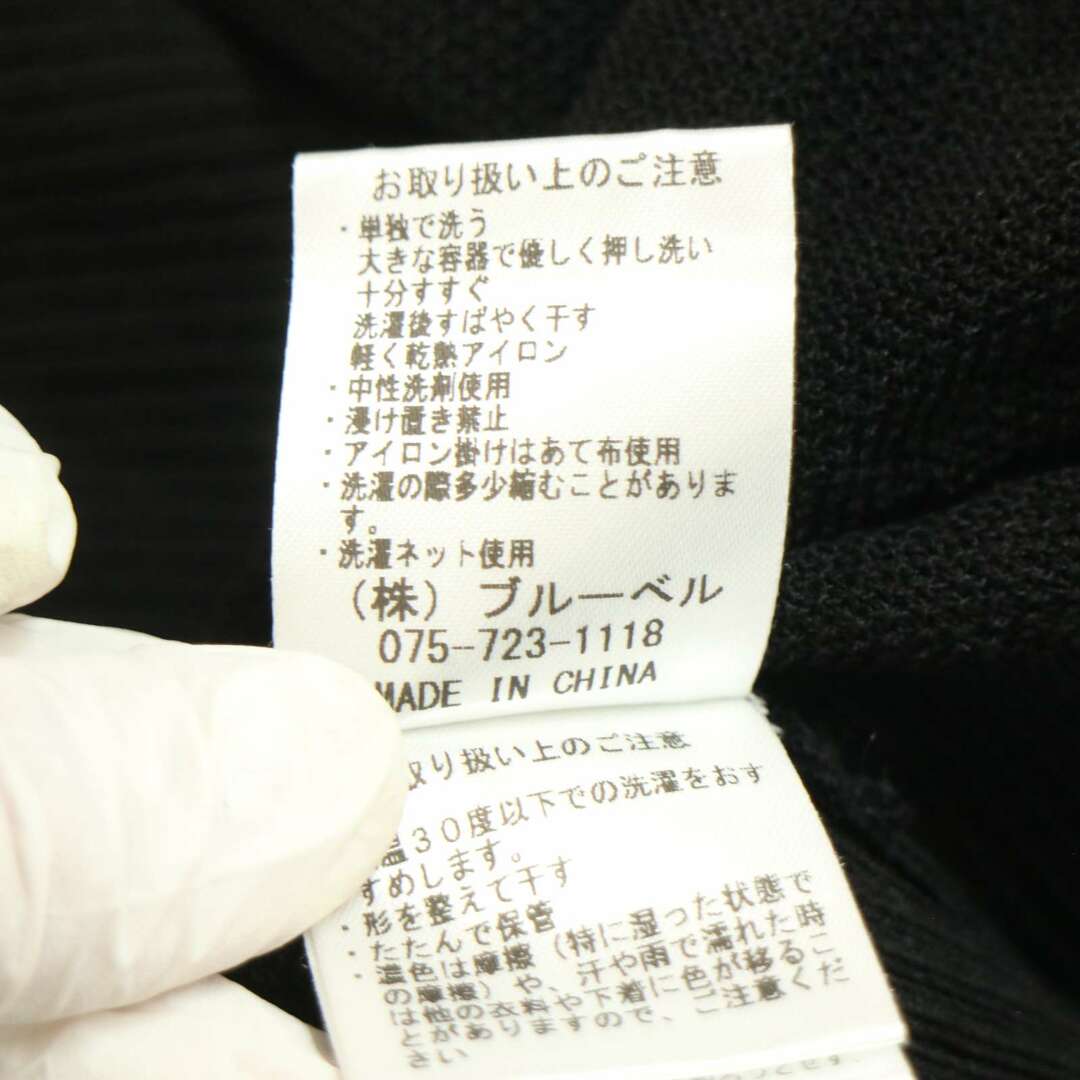 お取り扱い上のご注意
・単独で洗う
大きな容器で優しく押し洗い
十分すすぐ
洗濯後すばやく干す
軽く乾熱アイロン
・中性洗剤使用
・浸け置き禁止
・アイロン掛けはあて布使用
・洗濯の際多少縮むことがありま
す。
・洗濯ネット使用
(株) ブルーベル
075-723-1118
MADE IN CHINA
取り扱い上のご注意
温30度以下での洗濯をおす
すめします。
・形を整えて干す
・たたんで保管
・濃色は摩擦(特に湿った状態で
の摩擦)や、汗や雨で濡れた時
は他の衣料や下着に色が移るこ
とがありますので、ご注意くだ
さい